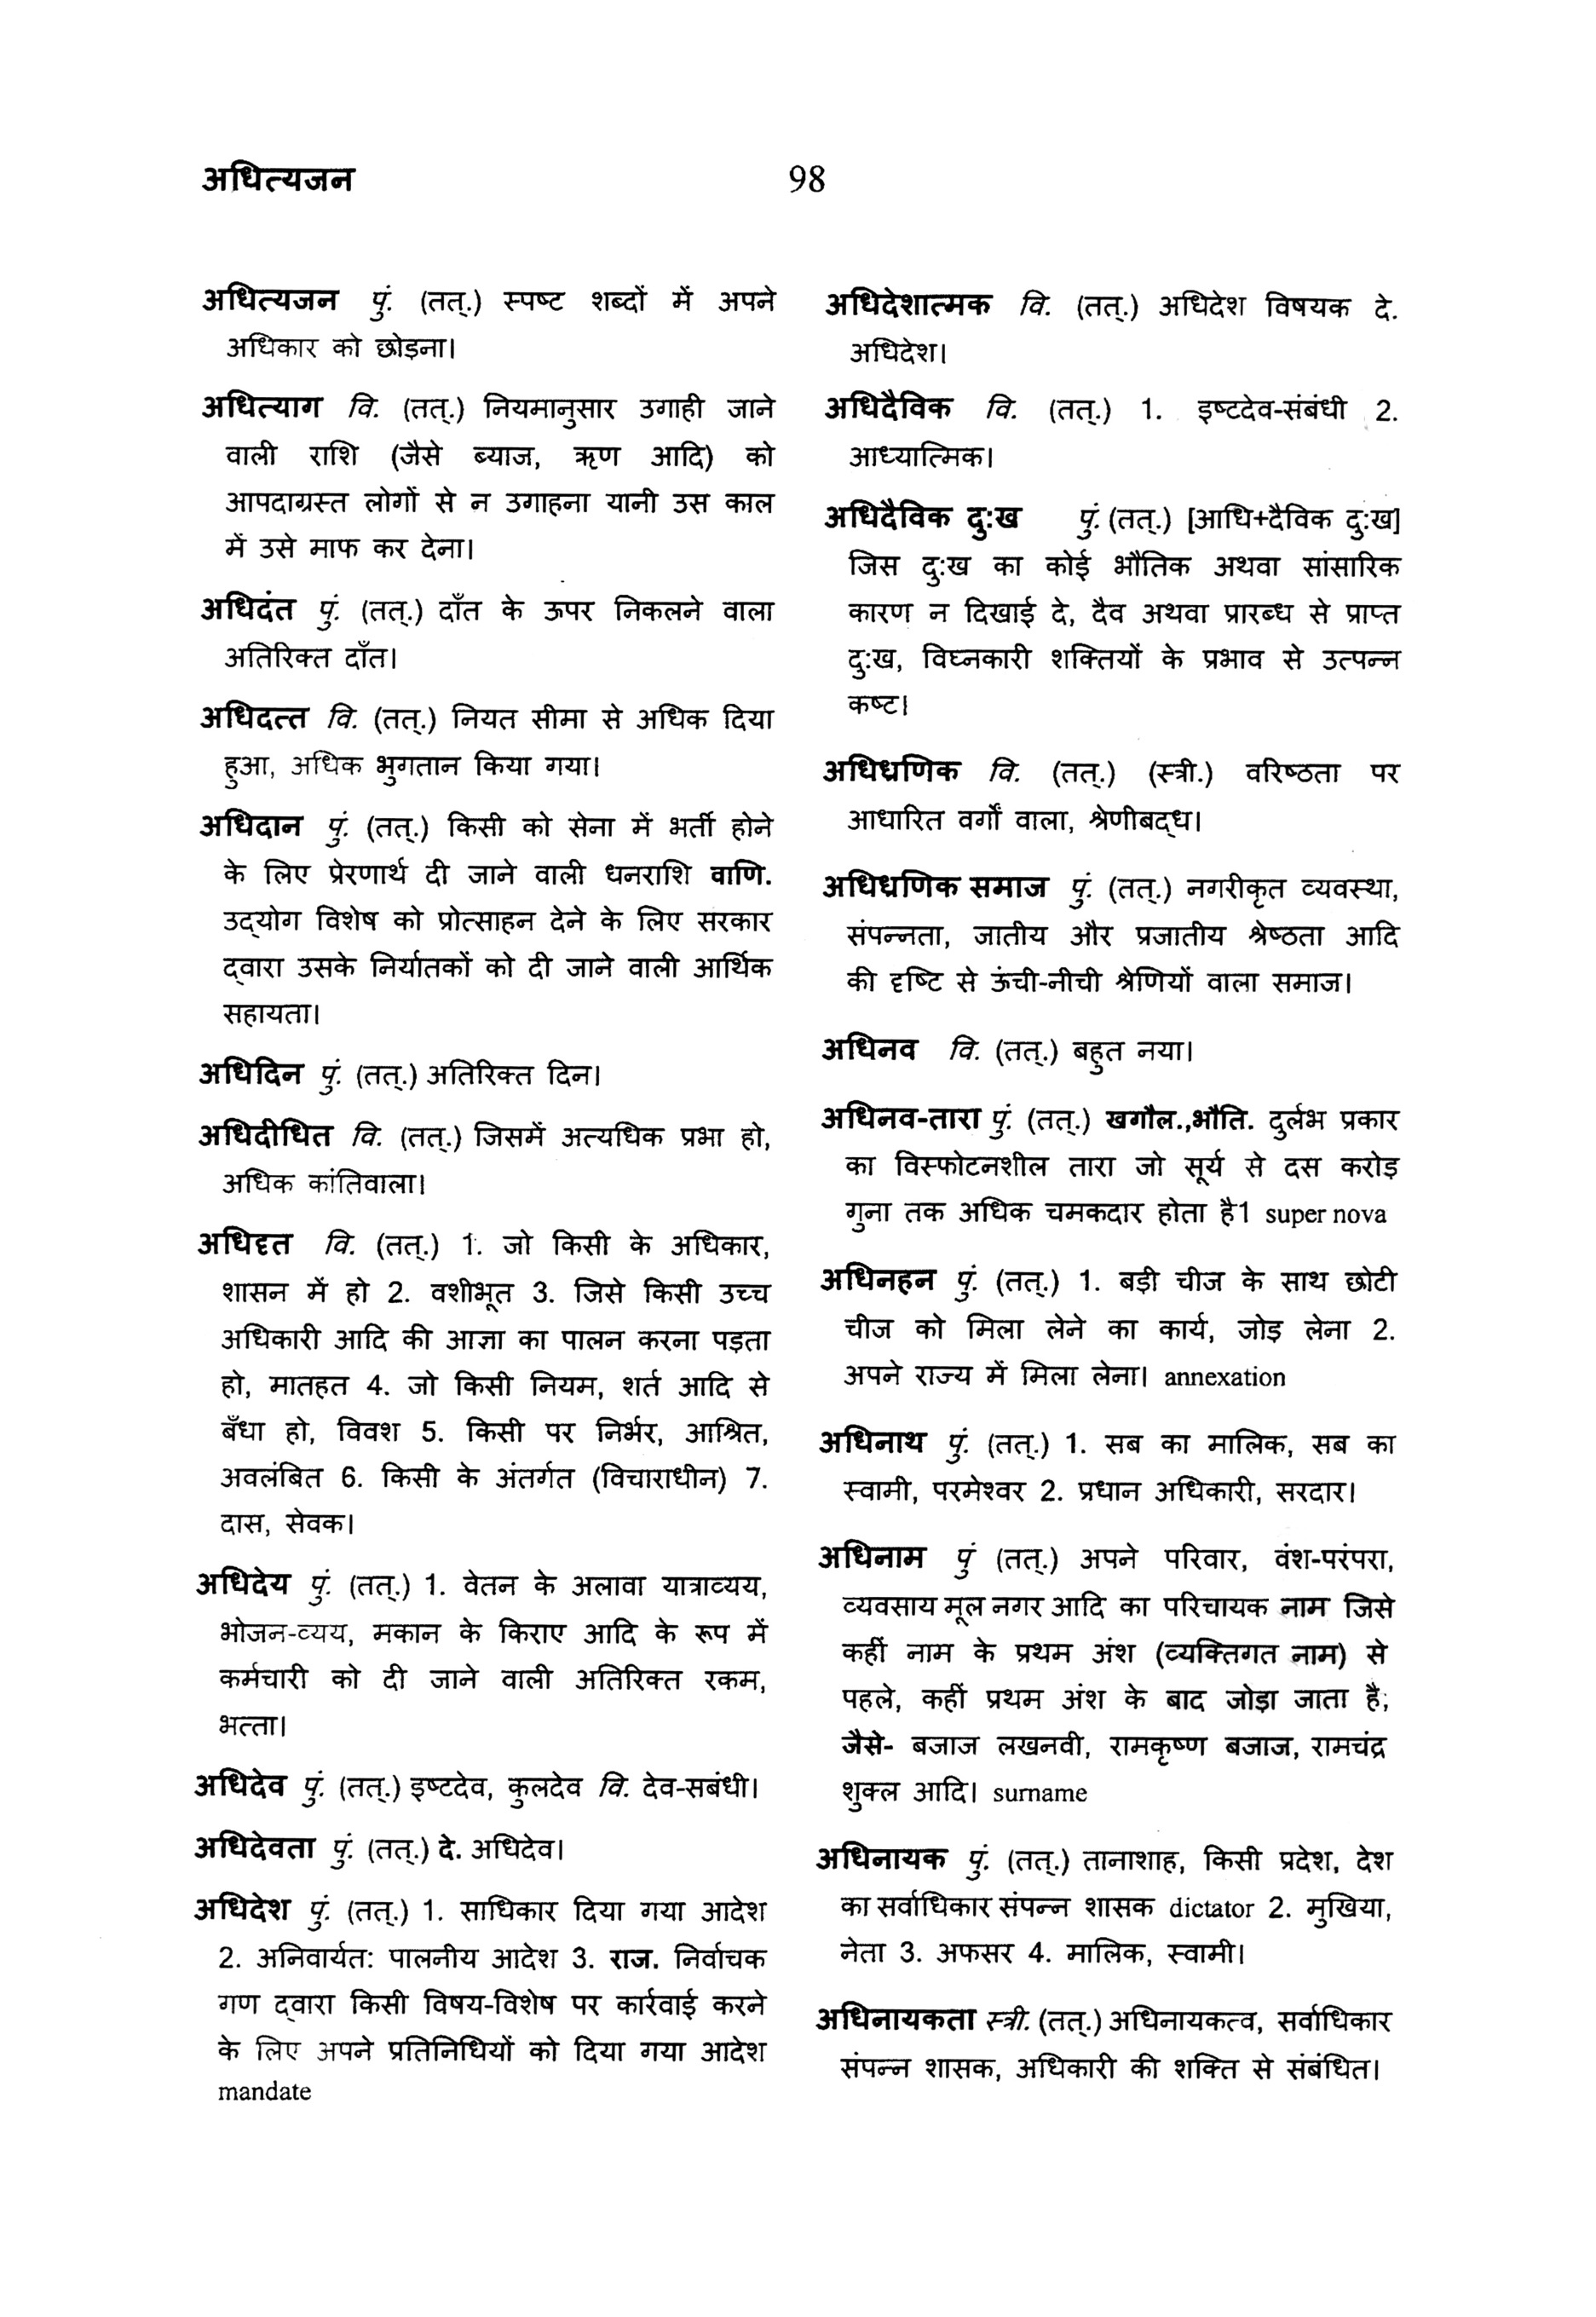 अधित्यजन
98
अधित्यजन पुं. (तत्.) स्पष्ट शब्दों में अपने
अधिकार को छोड़ना।
अधित्याग वि. (तत्.) नियमानुसार उगाही जाने
वाली राशि (जैसे ब्याज, ऋण आदि) को
आपदाग्रस्त लोगों से न उगाहना यानी उस काल
में उसे माफ कर देना।
अधिदंत पुं. (तत्.) दाँत के ऊपर निकलने वाला
अतिरिक्त दाँत।
अधिदत्त वि. (तत्.) नियत सीमा से अधिक दिया
हुआ, अधिक भुगतान किया गया।
अधिदान पुं. (तत्.) किसी को सेना में भर्ती होने
के लिए प्रेरणार्थ दी जाने वाली धनराशि वाणि.
उद्योग विशेष को प्रोत्साहन देने के लिए सरकार
द्वारा उसके निर्यातकों को दी जाने वाली आर्थिक
सहायता।
अधिदिन पुं. (तत्.) अतिरिक्त दिन।
अधिदीधित वि. (तत्.) जिसमें अत्यधिक प्रभा हो,
अधिक कांतिवाला।
अधिदृत वि. (तत्.) 1. जो किसी के अधिकार,
शासन में हो 2. वशीभूत 3. जिसे किसी उच्च
अधिकारी आदि की आज्ञा का पालन करना पड़ता
हो, मातहत 4. जो किसी नियम, शर्त आदि से
बँधा हो, विवश 5. किसी पर निर्भर, आश्रित,
अवलंबित 6. किसी के अंतर्गत (विचाराधीन) 7.
दास, सेवक।
अधिदेय पुं. (तत्.) 1. वेतन के अलावा यात्राव्यय,
भोजन-व्यय, मकान के किराए आदि के रूप में
कर्मचारी को दी जाने वाली अतिरिक्त रकम,
भत्ता।
अधिदेव पुं. (तत्.) इष्टदेव, कुलदेव वि. देव-सबंधी।
अधिदेवता पुं. (तत्.) दे. अधिदेव।
अधिदेश पुं. (तत्.) 1. साधिकार दिया गया आदेश
2. अनिवार्यत: पालनीय आदेश 3. राज. निर्वाचक
गण द्वारा किसी विषय-विशेष पर कार्रवाई करने
के लिए अपने प्रतिनिधियों को दिया गया आदेश
mandate
अधिदेशात्मक वि. (तत्.) अधिदेश विषयक दे.
अधिदेश।
अधिदैविक वि. (तत्.) 1. इष्टदेव-संबंधी 2.
आध्यात्मिक।
अधिदैविक दु:ख पुं. (तत्.) [आधि+दैविक दु:ख]
जिस दु:ख का कोई भौतिक अथवा सांसारिक
कारण न दिखाई दे, दैव अथवा प्रारब्ध से प्राप्त
दु:ख, विघ्नकारी शक्तियों के प्रभाव से उत्पन्न
कष्ट।
अधिध्रणिक वि. (तत्.) (स्त्री.) वरिष्ठता पर
आधारित वर्गों वाला, श्रेणीबद्ध।
अधिध्रणिक समाज पुं. (तत्.) नगरीकृत व्यवस्था,
संपन्नता, जातीय और प्रजातीय श्रेष्ठता आदि
की दृष्टि से ऊंची-नीची श्रेणियों वाला समाज।
अधिनव वि. (तत्.) बहुत नया।
अधिनव-तारा पुं. (तत्.) खगौल.,भौति. दुर्लभ प्रकार
का विस्फोटनशील तारा जो सूर्य से दस करोड़
गुना तक अधिक चमकदार होता है1 super nova
अधिनहन पुं. (तत्.) 1. बड़ी चीज के साथ छोटी
चीज को मिला लेने का कार्य, जोड़ लेना 2.
अपने राज्य में मिला लेना। annexation
अधिनाथ पुं. (तत्.) 1. सब का मालिक, सब का
स्वामी, परमेश्वर 2. प्रधान अधिकारी, सरदार।
अधिनाम पुं (तत्.) अपने परिवार, वंश-परंपरा,
व्यवसाय मूल नगर आदि का परिचायक नाम जिसे
कहीं नाम के प्रथम अंश (व्यक्तिगत नाम) से
पहले, कहीं प्रथम अंश के बाद जोड़ा जाता है;
जैसे- बजाज लखनवी, रामकृष्ण बजाज, रामचंद्र
शुक्ल आदि। surname
अधिनायक पुं. (तत्.) तानाशाह, किसी प्रदेश, देश
का सर्वाधिकार संपन्न शासक dictator 2. मुखिया,
नेता 3. अफसर 4. मालिक, स्वामी।
अधिनायकता स्त्री. (तत्.) अधिनायकत्व, सर्वाधिकार
संपन्न शासक, अधिकारी की शक्ति से संबंधित।